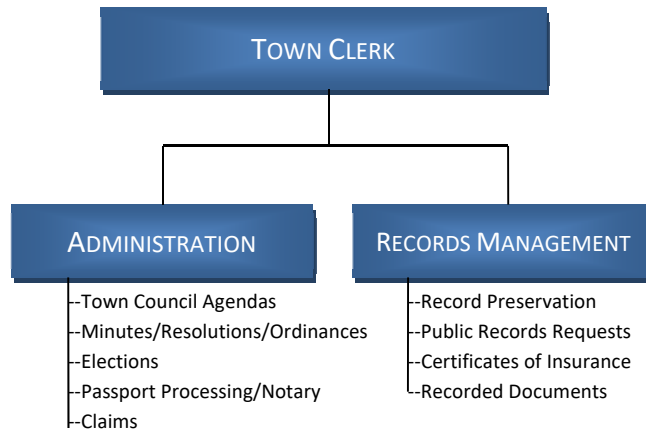 TOWN CLERK
ADMINISTRATION
--Town Council Agendas
--Minutes/Resolutions/Ordinances
--Elections
--Passport Processing/Notary
--Claims
RECORDS MANAGEMENT
--Record Preservation
--Public Records Requests
--Certificates of Insurance
--Recorded Documents